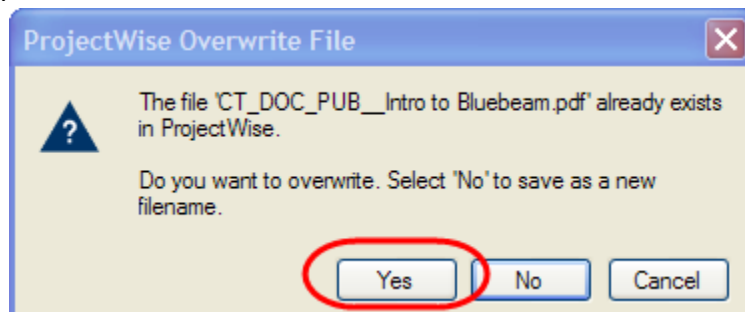 ProjectWise Overwrite File
The file 'CT_DOC_PUB__Intro to Bluebeam.pdf' already exists
in ProjectWise.
Do you want to overwrite. Select 'No' to save as a new
filename.
Yes No Cancel